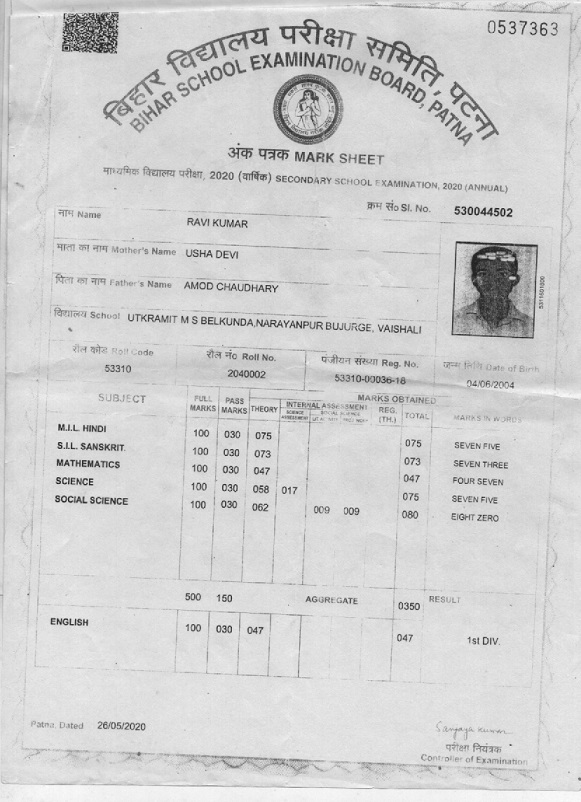 0537363
बिहार विद्यालय परीक्षा समिति, पटना
BIHAR SCHOOL EXAMINATION BOARD, PATNA
अंक पत्रक MARK SHEET
माध्यमिक विद्यालय परीक्षा, 2020 (वार्षिक) SECONDARY SCHOOL EXAMINATION, 2020 (ANNUAL)
क्रम सं० Sl. No. 530044502
नाम Name RAVI KUMAR
माता का नाम Mother's Name USHA DEVI
पिता का नाम Father's Name AMOD CHAUDHARY
विद्यालय School UTKRAMIT M S BELKUNDA,NARAYANPUR BUJURGE, VAISHALI
रौल कोड Roll Code रौल नं० Roll No. पंजीयन संख्या Reg. No. जन्म तिथि Date of Birth
53310 2040002 53310-00036-18 04/06/2004
SUBJECT FULL MARKS PASS MARKS THEORY INTERNAL ASSESSMENT REG. (TH.) MARKS OBTAINED TOTAL MARKS IN WORDS
M.I.L. HINDI 100 030 075 075 SEVEN FIVE
S.I.L. SANSKRIT. 100 030 073 073 SEVEN THREE
MATHEMATICS 100 030 047 047 FOUR SEVEN
SCIENCE 100 030 058 017 075 SEVEN FIVE
SOCIAL SCIENCE 100 030 062 009 009 080 EIGHT ZERO
500 150 AGGREGATE 0350 RESULT
ENGLISH 100 030 047 047 1st DIV.
Patna, Dated 26/05/2020
Sanjay Kumar
परीक्षा नियंत्रक
Controller of Examination